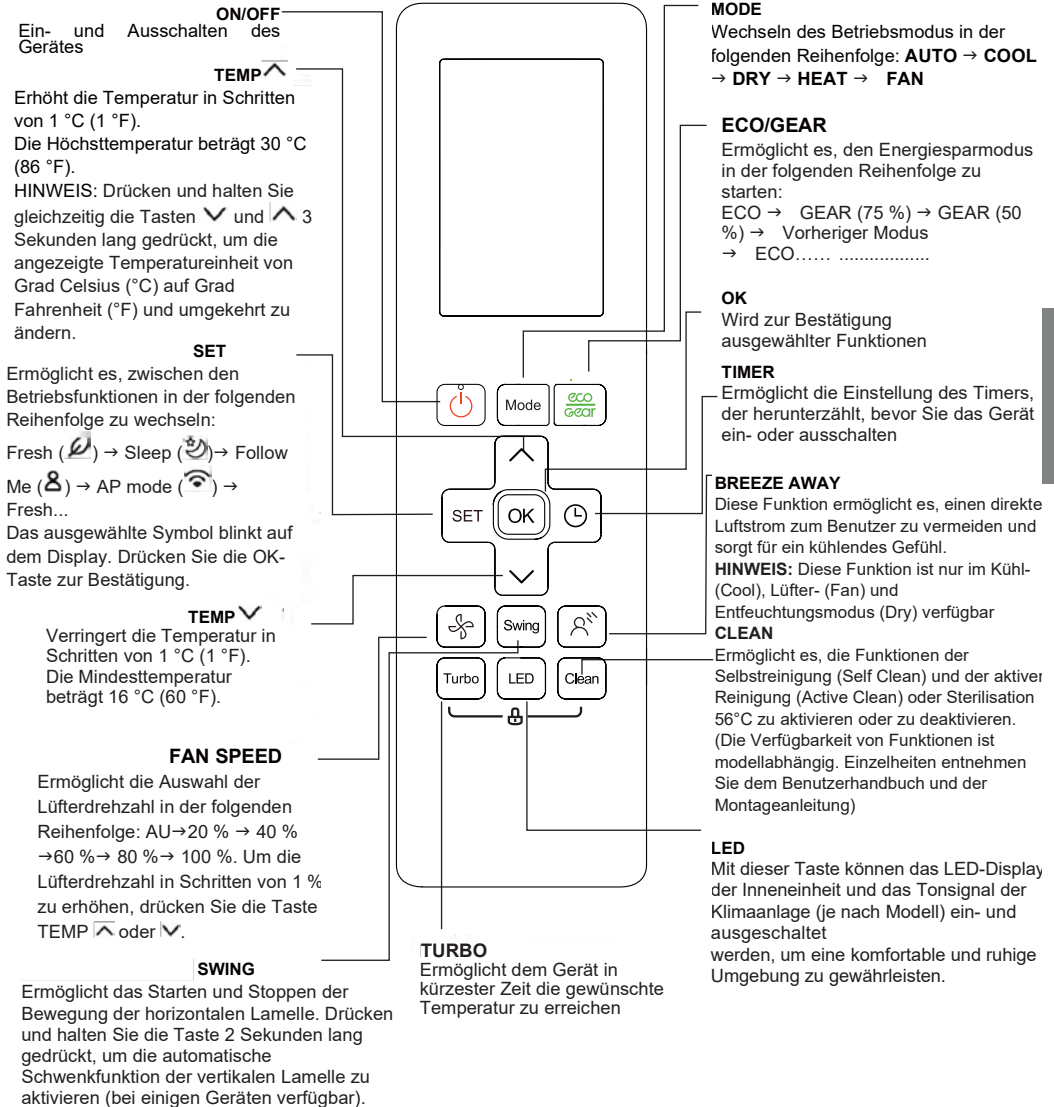 ON/OFF
Ein- und Ausschalten des
Gerätes
TEMP
Erhöht die Temperatur in Schritten
von 1 °C (1 °F).
Die Höchsttemperatur beträgt 30 °C
(86 °F).
HINWEIS: Drücken und halten Sie
gleichzeitig die Tasten ∨ und ∧ 3
Sekunden lang gedrückt, um die
angezeigte Temperatureinheit von
Grad Celsius (°C) auf Grad
Fahrenheit (°F) und umgekehrt zu
ändern.
SET
Ermöglicht es, zwischen den
Betriebsfunktionen in der folgenden
Reihenfolge zu wechseln:
Fresh ( ) → Sleep ( )→ Follow
Me ( ) → AP mode ( ) →
Fresh...
Das ausgewählte Symbol blinkt auf
dem Display. Drücken Sie die OK-
Taste zur Bestätigung.
TEMP
Verringert die Temperatur in
Schritten von 1 °C (1 °F).
Die Mindesttemperatur
beträgt 16 °C (60 °F).
FAN SPEED
Ermöglicht die Auswahl der
Lüfterdrehzahl in der folgenden
Reihenfolge: AU→20 % → 40 %
→60 %→ 80 %→ 100 %. Um die
Lüfterdrehzahl in Schritten von 1 %
zu erhöhen, drücken Sie die Taste
TEMP ∧ oder ∨.
SWING
Ermöglicht das Starten und Stoppen der
Bewegung der horizontalen Lamelle. Drücken
und halten Sie die Taste 2 Sekunden lang
gedrückt, um die automatische
Schwenkfunktion der vertikalen Lamelle zu
aktivieren (bei einigen Geräten verfügbar).
Mode
eco
gear
SET
OK
Swing
Turbo
LED
Clean
TURBO
Ermöglicht dem Gerät in
kürzester Zeit die gewünschte
Temperatur zu erreichen
MODE
Wechseln des Betriebsmodus in der
folgenden Reihenfolge: AUTO → COOL
→ DRY → HEAT → FAN
ECO/GEAR
Ermöglicht es, den Energiesparmodus
in der folgenden Reihenfolge zu
starten:
ECO → GEAR (75 %) → GEAR (50
%) → Vorheriger Modus
→ ECO…… ..................
OK
Wird zur Bestätigung
ausgewählter Funktionen
TIMER
Ermöglicht die Einstellung des Timers,
der herunterzählt, bevor Sie das Gerät
ein- oder ausschalten
BREEZE AWAY
Diese Funktion ermöglicht es, einen direkte
Luftstrom zum Benutzer zu vermeiden und
sorgt für ein kühlendes Gefühl.
HINWEIS: Diese Funktion ist nur im Kühl-
(Cool), Lüfter- (Fan) und
Entfeuchtungsmodus (Dry) verfügbar
CLEAN
Ermöglicht es, die Funktionen der
Selbstreinigung (Self Clean) und der aktiven
Reinigung (Active Clean) oder Sterilisation
56°C zu aktivieren oder zu deaktivieren.
(Die Verfügbarkeit von Funktionen ist
modellabhängig. Einzelheiten entnehmen
Sie dem Benutzerhandbuch und der
Montageanleitung)
LED
Mit dieser Taste können das LED-Display
der Inneneinheit und das Tonsignal der
Klimaanlage (je nach Modell) ein- und
ausgeschaltet
werden, um eine komfortable und ruhige
Umgebung zu gewährleisten.